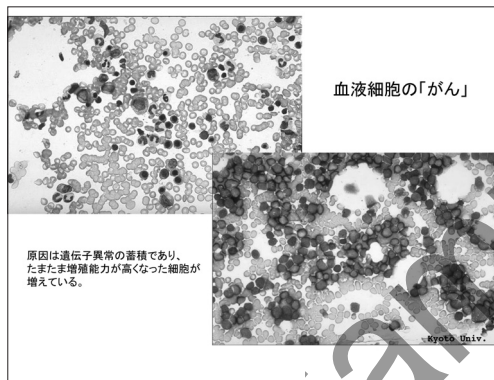 血液細胞の「がん」
原因は遺伝子異常の蓄積であり、
たまたま増殖能力が高くなった細胞が
増えている。
Kyoto Univ.